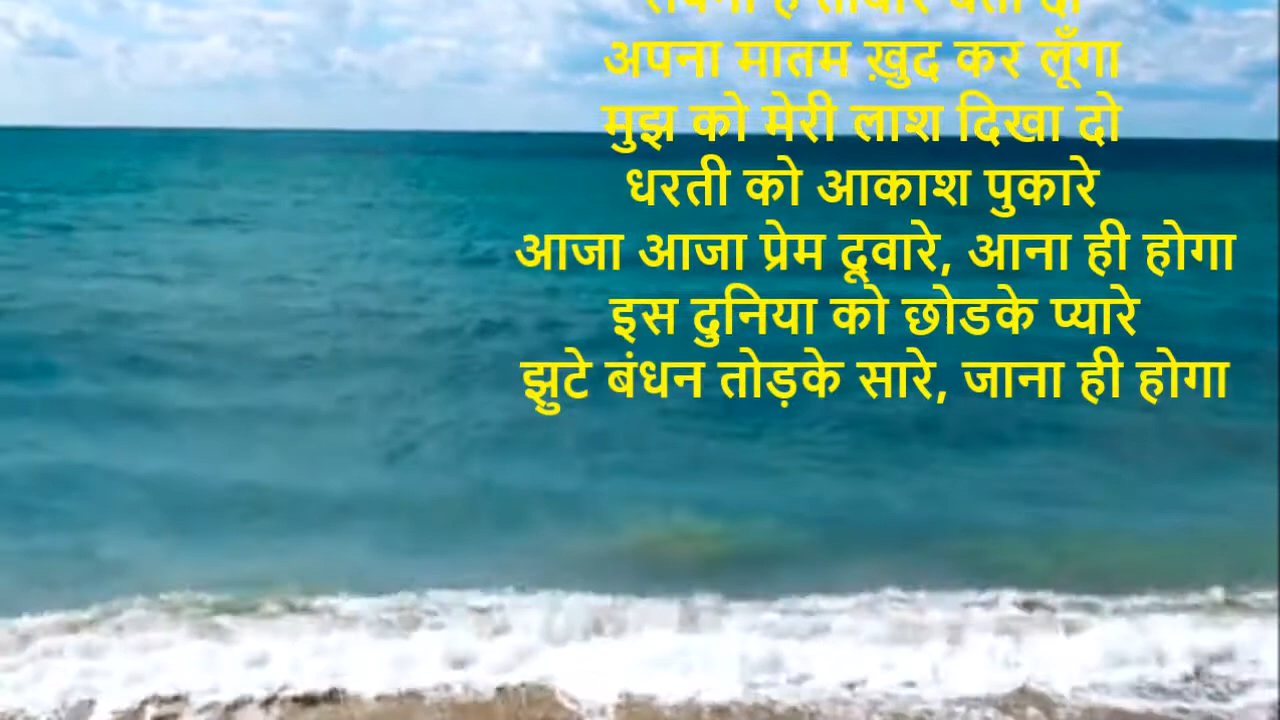 अपना मातम ख़ुद कर लूँगा
मुझ को मेरी लाश दिखा दो
धरती को आकाश पुकारे
आजा आजा प्रेम दू्वारे, आना ही होगा
इस दुनिया को छोडके प्यारे
झुटे बंधन तोड़के सारे, जाना ही होगा